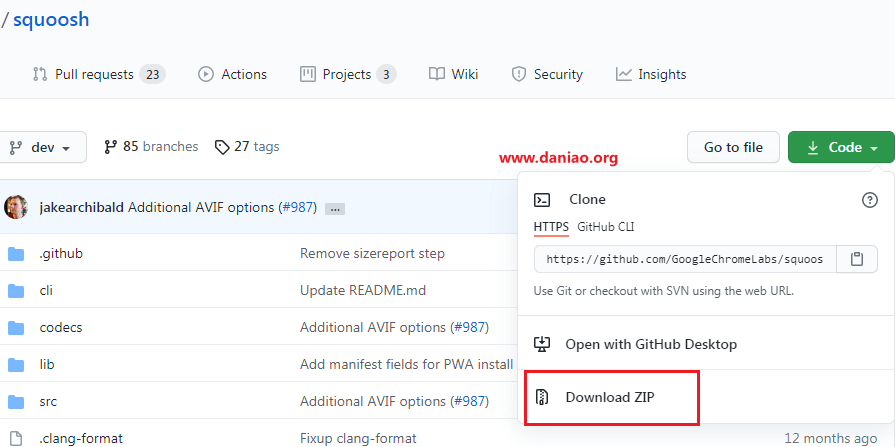 / squoosh
Pull requests 23 Actions Projects 3 Wiki Security Insights
dev 85 branches 27 tags www.daniao.org Go to file Code
jakearchibald Additional AVIF options (#987) ...
Clone
HTTPS GitHub CLI
.github Remove sizereport step
https://github.com/GoogleChromeLabs/squoos
cli Update README.md
Use Git or checkout with SVN using the web URL.
codecs Additional AVIF options (#987)
Open with GitHub Desktop
lib Add manifest fields for PWA install
src Additional AVIF options (#987)
Download ZIP
.clang-format Fixup clang-format 12 months ago